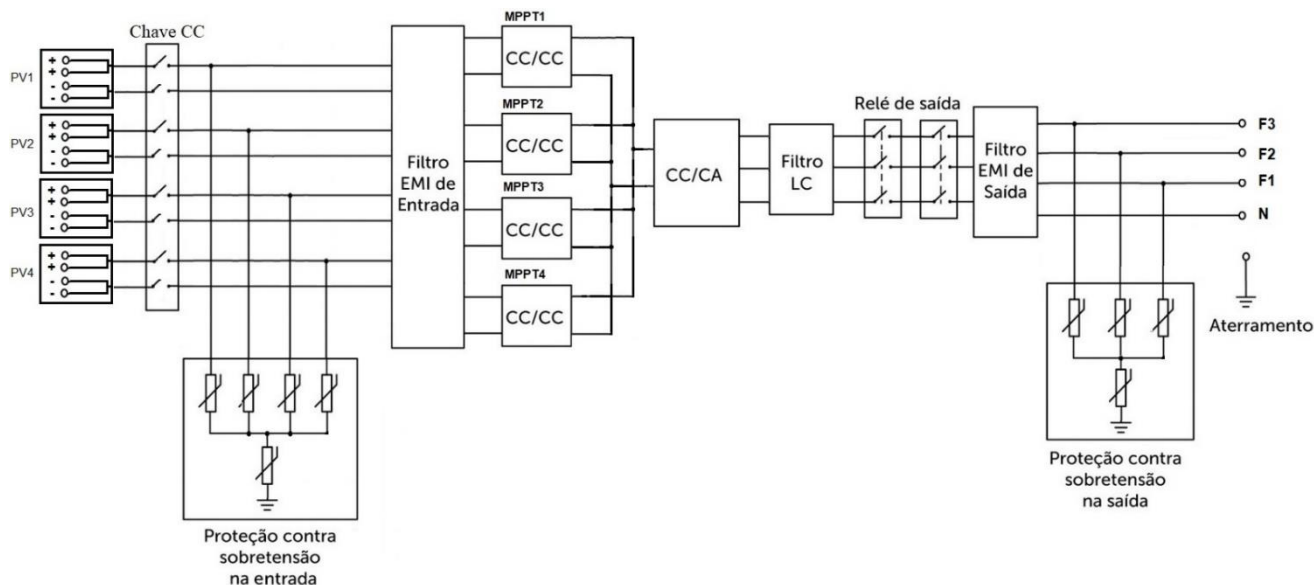 Chave CC
PV1
+
+
-
-
PV2
+
+
-
-
PV3
+
+
-
-
PV4
+
+
-
-
Proteção contra
sobretensão
na entrada
Filtro
EMI de
Entrada
MPPT1
CC/CC
MPPT2
CC/CC
MPPT3
CC/CC
MPPT4
CC/CC
CC/CA
Filtro
LC
Relé de saída
Filtro
EMI de
Saída
F3
F2
F1
N
Aterramento
Proteção contra
sobretensão
na saída